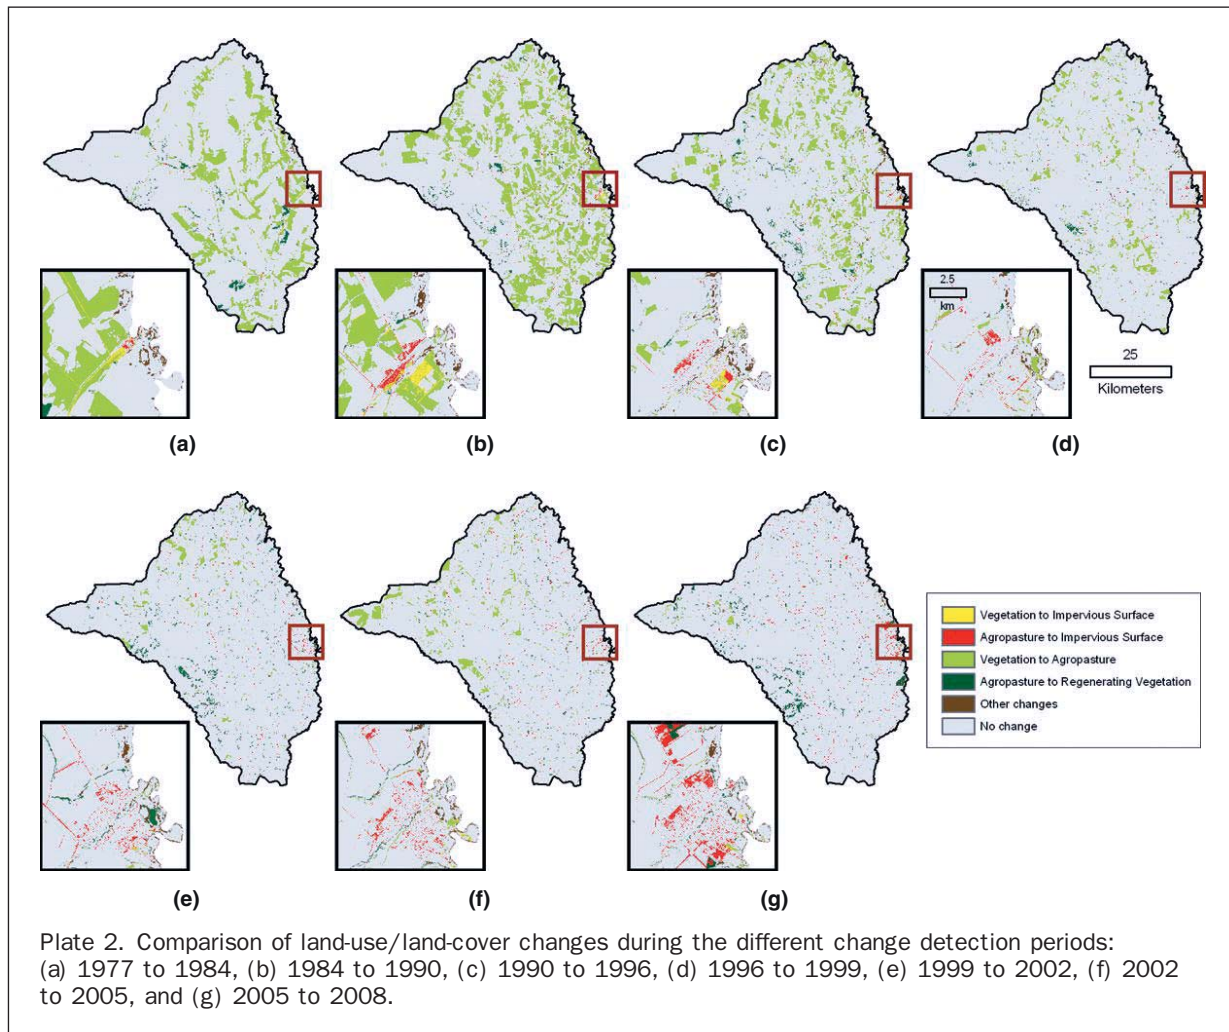 2.5
km
25
Kilometers
(a)
(b)
(c)
(d)
Vegetation to Impervious Surface
Agropasture to Impervious Surface
Vegetation to Agropasture
Agropasture to Regenerating Vegetation
Other changes
No change
(e)
(f)
(g)
Plate 2. Comparison of land-use/land-cover changes during the different change detection periods:
(a) 1977 to 1984, (b) 1984 to 1990, (c) 1990 to 1996, (d) 1996 to 1999, (e) 1999 to 2002, (f) 2002
to 2005, and (g) 2005 to 2008.